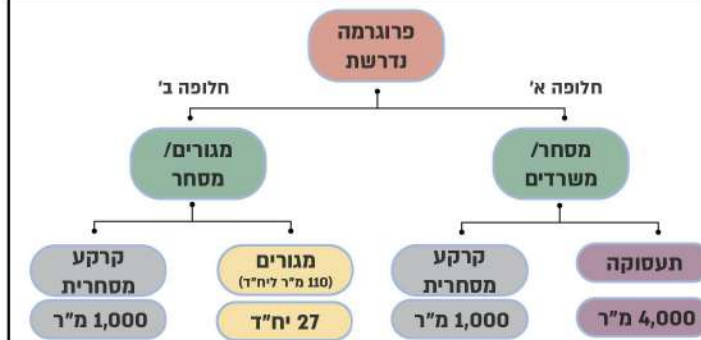 פרוגרמה
נדרשת
חלופה א'
חלופה ב'
מסחר/
משרדים
מגורים/
מסחר
תעסוקה
4,000 מ"ר
קרקע
מסחרית
1,000 מ"ר
מגורים
(110 מ"ר ליח"ד)
27 יח"ד
קרקע
מסחרית
1,000 מ"ר